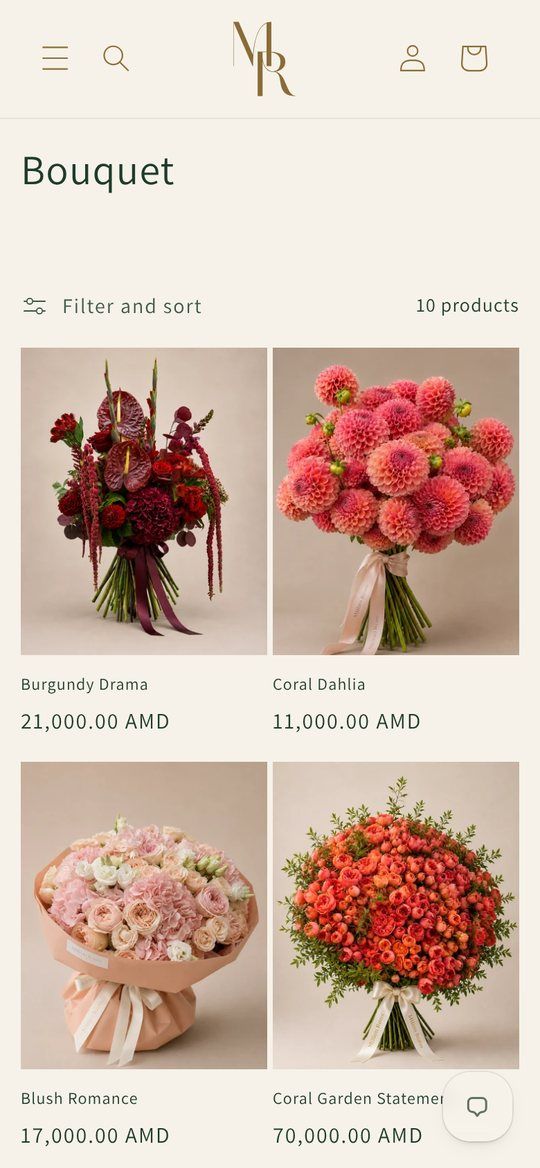 MR
Bouquet
Filter and sort
10 products
Burgundy Drama
Coral Dahlia
21,000.00 AMD
11,000.00 AMD
Blush Romance
Coral Garden
17,000.00 AMD
70,000.00 AMD